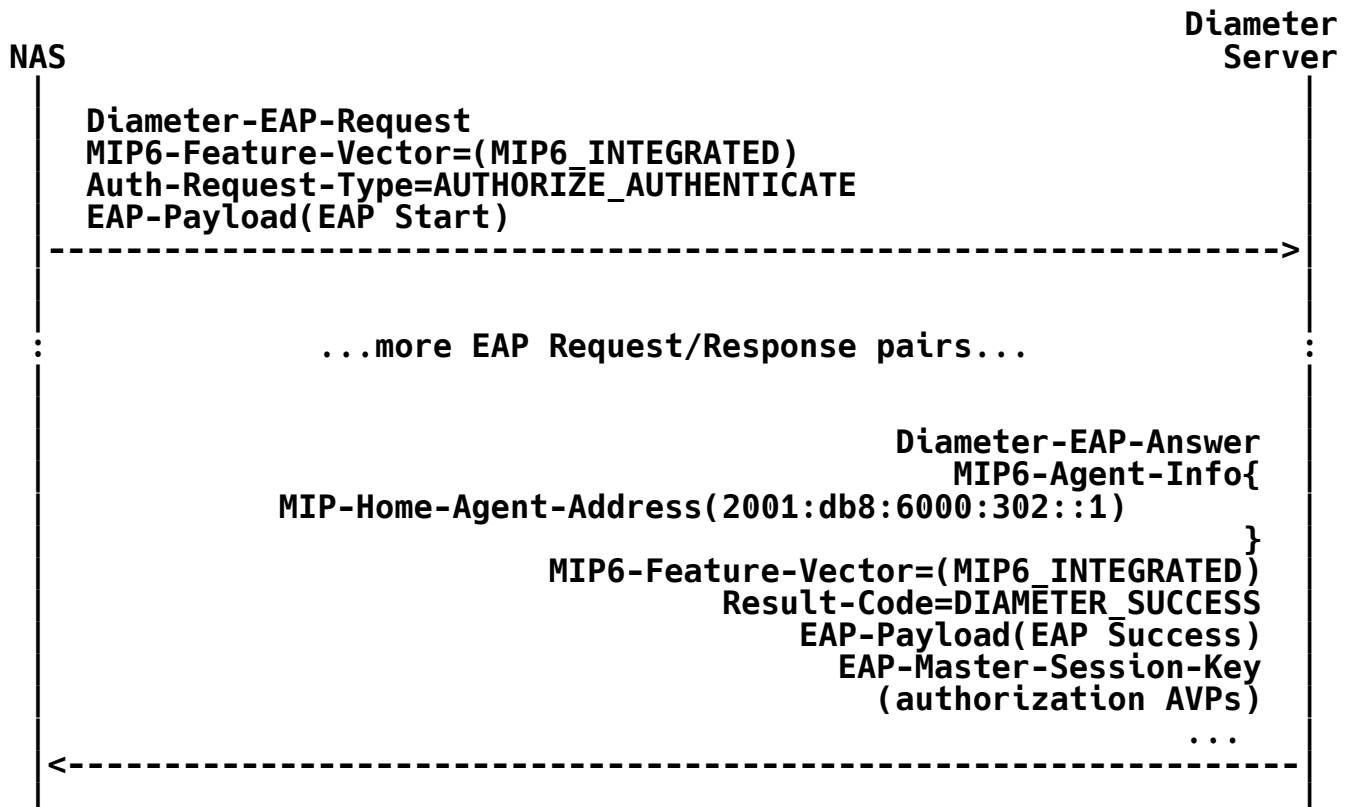 Diameter
NAS Server
Diameter-EAP-Request
MIP6-Feature-Vector=(MIP6_INTEGRATED)
Auth-Request-Type=AUTHORIZE_AUTHENTICATE
EAP-Payload(EAP Start)
|---------------------------------------------------------------->|
: ...more EAP Request/Response pairs... :
Diameter-EAP-Answer
MIP6-Agent-Info{
MIP-Home-Agent-Address(2001:db8:6000:302::1)
}
MIP6-Feature-Vector=(MIP6_INTEGRATED)
Result-Code=DIAMETER_SUCCESS
EAP-Payload(EAP Success)
EAP-Master-Session-Key
(authorization AVPs)
...
|<----------------------------------------------------------------|